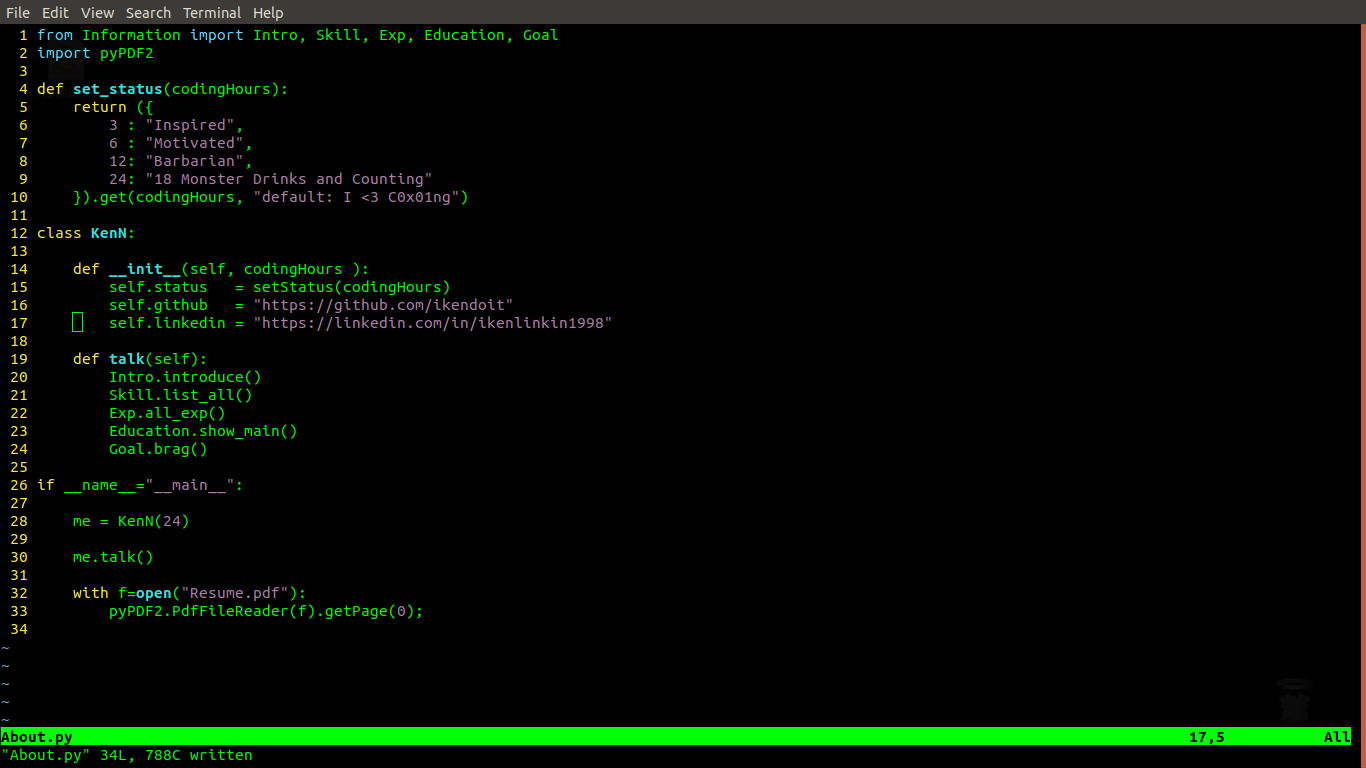 File Edit View Search Terminal Help
1 from Information import Intro, Skill, Exp, Education, Goal
2 import pyPDF2
3
4 def set_status(codingHours):
5     return ({
6         3 : "Inspired",
7         6 : "Motivated",
8         12: "Barbarian",
9         24: "18 Monster Drinks and Counting"
10     }).get(codingHours, "default: I <3 C0x01ng")
11
12 class KenN:
13
14     def __init__(self, codingHours ):
15         self.status   = setStatus(codingHours)
16         self.github   = "https://github.com/ikendoit"
17         self.linkedin = "https://linkedin.com/in/ikenlinkin1998"
18
19     def talk(self):
20         Intro.introduce()
21         Skill.list_all()
22         Exp.all_exp()
23         Education.show_main()
24         Goal.brag()
25
26 if __name__="__main__":
27
28     me = KenN(24)
29
30     me.talk()
31
32     with f=open("Resume.pdf"):
33         pyPDF2.PdfFileReader(f).getPage(0);
34
~
~
~
~
~
About.py 17,5 All
"About.py" 34L, 788C written